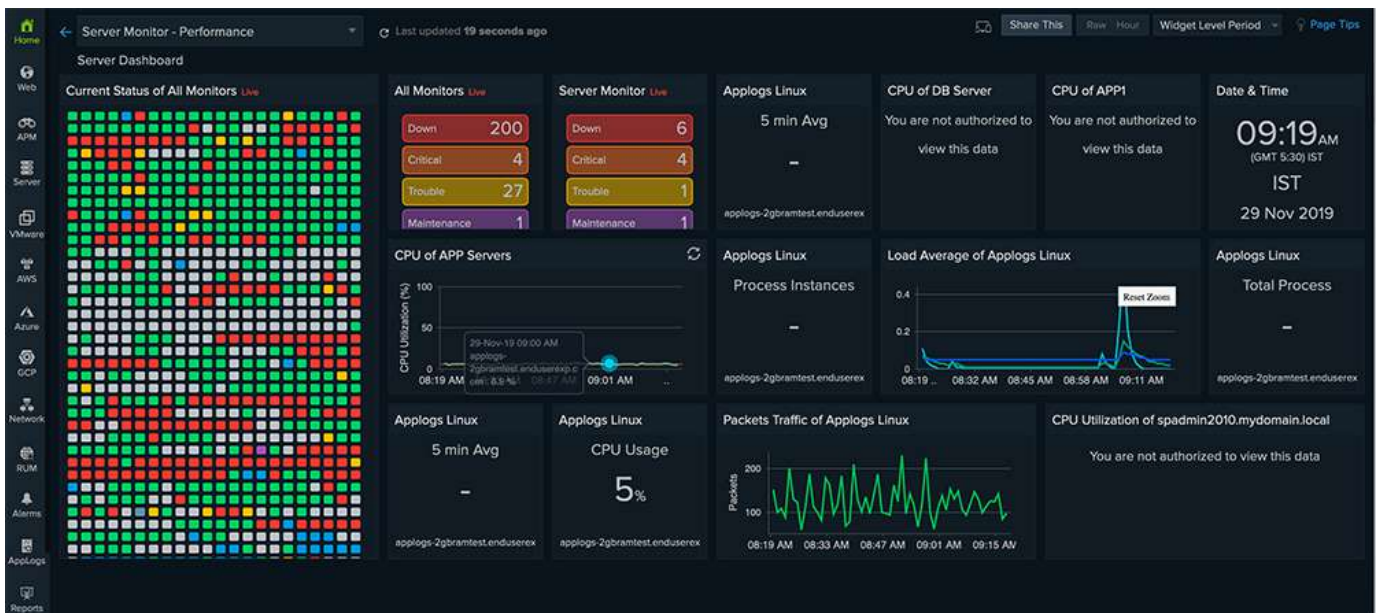 Home
Web
APM
Server
VMware
AWS
Azure
GCP
Network
RUM
Alarms
AppLogs
Reports
Server Monitor - Performance
Last updated 19 seconds ago
Share This
Raw Hour
Widget Level Period
Page Tips
Server Dashboard
Current Status of All Monitors Live
All Monitors Live
Down 200
Critical 4
Trouble 27
Maintenance 1
Server Monitor Live
Down 6
Critical 4
Trouble 1
Maintenance 1
Applogs Linux
5 min Avg
-
applogs-2gbramtest.enduserex
CPU of DB Server
You are not authorized to
view this data
CPU of APP1
You are not authorized to
view this data
Date & Time
09:19 AM
(GMT 5:30) IST
IST
29 Nov 2019
CPU of APP Servers
CPU Utilization (%)
100
50
0
29-Nov-19 09:00 AM
applogs-
2gbramtest.enduserexp.c
08:19 AM
08:47 AM
09:01 AM
..
Applogs Linux
Process Instances
-
applogs-2gbramtest.enduserex
Load Average of Applogs Linux
0.4
0.2
0
Reset Zoom
08:19 .. 08:32 AM 08:45 AM 08:58 AM 09:11 AM
Applogs Linux
Total Process
-
applogs-2gbramtest.enduserex
Applogs Linux
5 min Avg
-
applogs-2gbramtest.enduserex
Applogs Linux
CPU Usage
5%
applogs-2gbramtest.enduserex
Packets Traffic of Applogs Linux
Packets
200
100
08:19 AM 08:33 AM 08:47 AM 09:01 AM 09:15 AM
CPU Utilization of spadmin2010.mydomain.local
You are not authorized to view this data